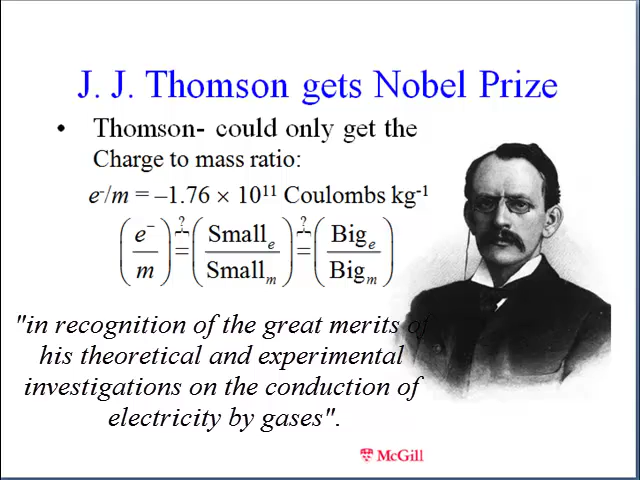 J. J. Thomson gets Nobel Prize
• Thomson- could only get the
Charge to mass ratio:
e⁻/m = –1.76 × 10¹¹ Coulombs kg⁻¹
(e⁻/m) ≟ (Smallₑ/Smallₘ) ≟ (Bigₑ/Bigₘ)
"in recognition of the great merits of
his theoretical and experimental
investigations on the conduction of
electricity by gases".
McGill